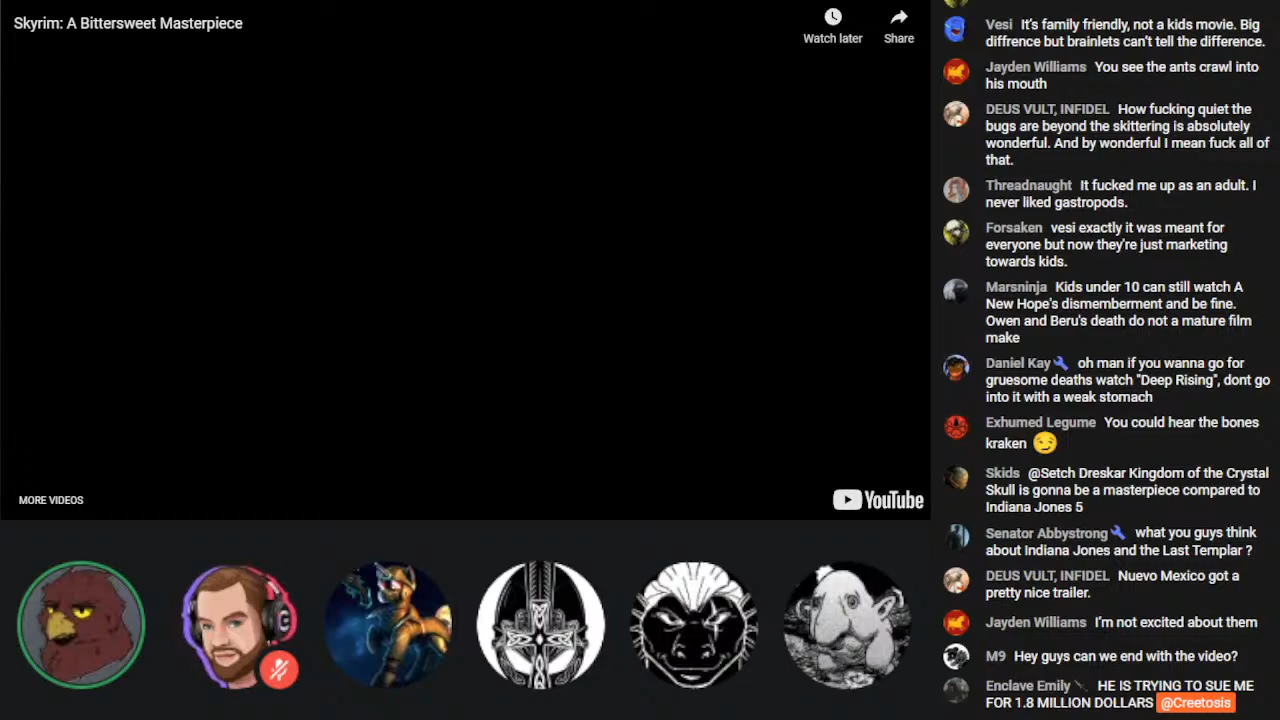 Skyrim: A Bittersweet Masterpiece
Watch later
Share
MORE VIDEOS
YouTube
Vesi It's family friendly, not a kids movie. Big
diffrence but brainlets can't tell the difference.
Jayden Williams You see the ants crawl into
his mouth
DEUS VULT, INFIDEL How fucking quiet the
bugs are beyond the skittering is absolutely
wonderful. And by wonderful I mean fuck all of
that.
Threadnaught It fucked me up as an adult. I
never liked gastropods.
Forsaken vesi exactly it was meant for
everyone but now they're just marketing
towards kids.
Marsninja Kids under 10 can still watch A
New Hope's dismemberment and be fine.
Owen and Beru's death do not a mature film
make
Daniel Kay oh man if you wanna go for
gruesome deaths watch "Deep Rising", dont go
into it with a weak stomach
Exhumed Legume You could hear the bones
kraken 😏
Skids @Setch Dreskar Kingdom of the Crystal
Skull is gonna be a masterpiece compared to
Indiana Jones 5
Senator Abbystrong what you guys think
about Indiana Jones and the Last Templar ?
DEUS VULT, INFIDEL Nuevo Mexico got a
pretty nice trailer.
Jayden Williams I'm not excited about them
M9 Hey guys can we end with the video?
Enclave Emily HE IS TRYING TO SUE ME
FOR 1.8 MILLION DOLLARS @Creetosis